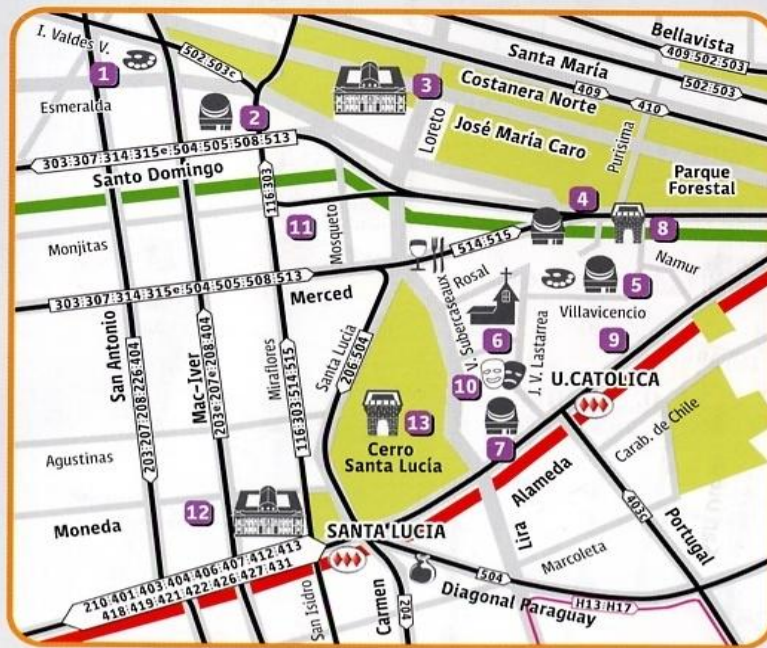 I. Valdes V.
1
Esmeralda
502:503c
2
3
Bellavista
409:502:503
Santa María
502:503
Costanera Norte
409
410
José María Caro
Loreto
Purísima
Parque
Forestal
303:307:314:315e:504:505:508:513
Santo Domingo
116:303
11
Mosqueto
4
8
514:515
Monjitas
Rosal
Namur
5
303:307:314:315e:504:505:508:513
Merced
V. Subercaseaux
6
J. V. Lastarrea
Villavicencio
9
San Antonio
Mac-Iver
Miraflores
Santa Lucía
206:504
10
U.CATOLICA
203:207:208:226:404
203e:207e:208:404
116:303:514:515
13
Cerro
Santa Lucía
7
Agustinas
Carab. de Chile
Alameda
403c
Portugal
Moneda
12
SANTA LUCIA
Lira
Marcoleta
210:401:403:404:406:407:412:413
418:419:421:422:426:427:431
San Isidro
Carmen
204
504
Diagonal Paraguay
H13:H17